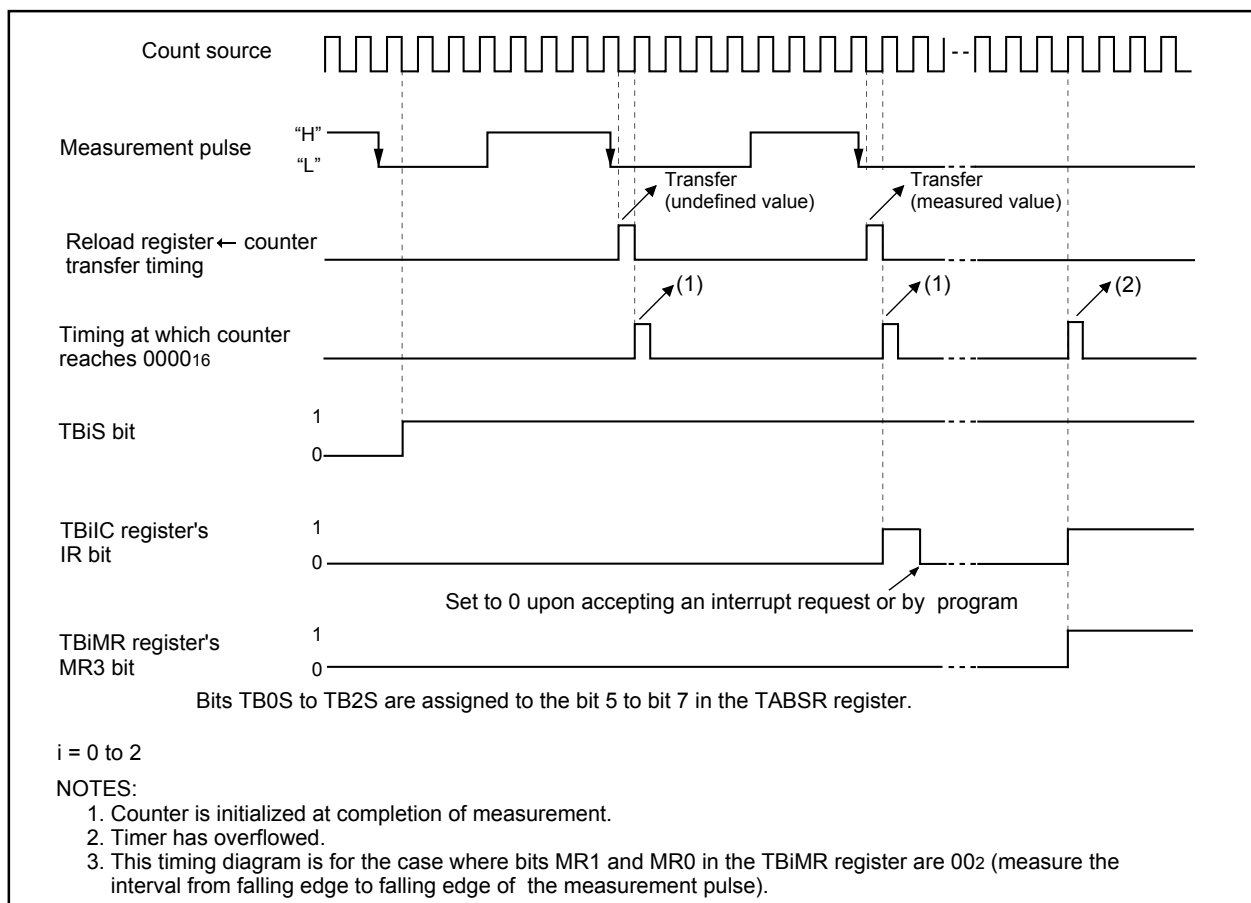 Count source
Measurement pulse
“H”
“L”
Transfer
(undefined value)
Transfer
(measured value)
Reload register ← counter
transfer timing
(1)
(1)
(2)
Timing at which counter
reaches 000016
TBiS bit
1
0
TBiIC register's
IR bit
1
0
Set to 0 upon accepting an interrupt request or by program
TBiMR register's
MR3 bit
1
0
Bits TB0S to TB2S are assigned to the bit 5 to bit 7 in the TABSR register.
i = 0 to 2
NOTES:
1. Counter is initialized at completion of measurement.
2. Timer has overflowed.
3. This timing diagram is for the case where bits MR1 and MR0 in the TBiMR register are 002 (measure the
interval from falling edge to falling edge of the measurement pulse).